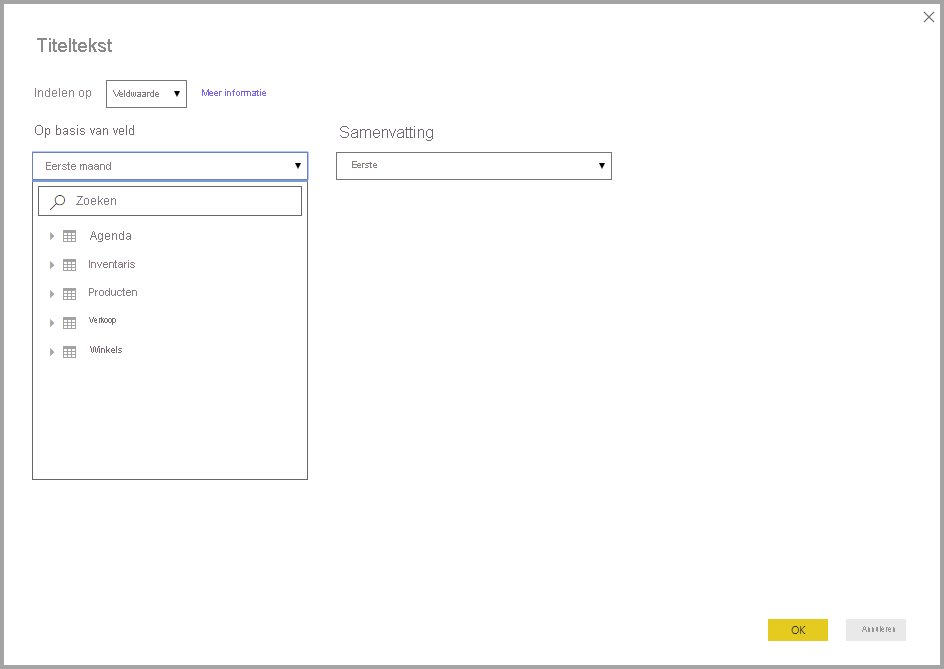 Titeltekst
Indelen op Veldwaarde Meer informatie
Op basis van veld Samenvatting
Eerste maand Eerste
Zoeken
Agenda
Inventaris
Producten
Verkoop
Winkels
OK Annuleren